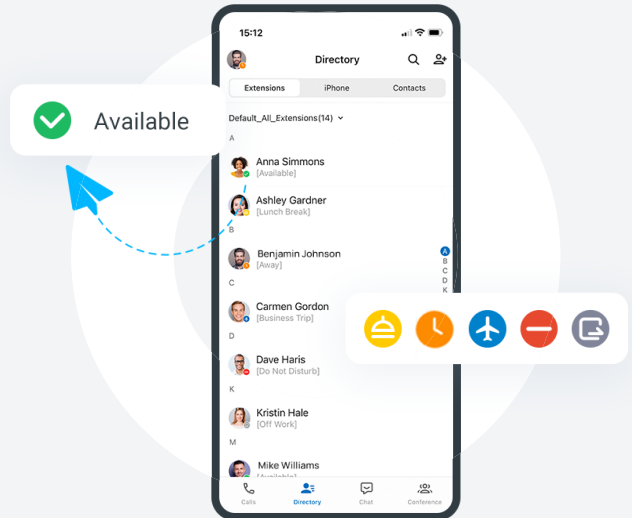 15:12
Directory
Extensions iPhone Contacts
Default_All_Extensions(14)
Available
A
Anna Simmons
[Available]
Ashley Gardner
[Lunch Break]
B
Benjamin Johnson
[Away]
A
B
C
D
K
C
Carmen Gordon
[Business Trip]
D
Dave Haris
[Do Not Disturb]
K
Kristin Hale
[Off Work]
M
Mike Williams
[Available]
Calls Directory Chat Conference